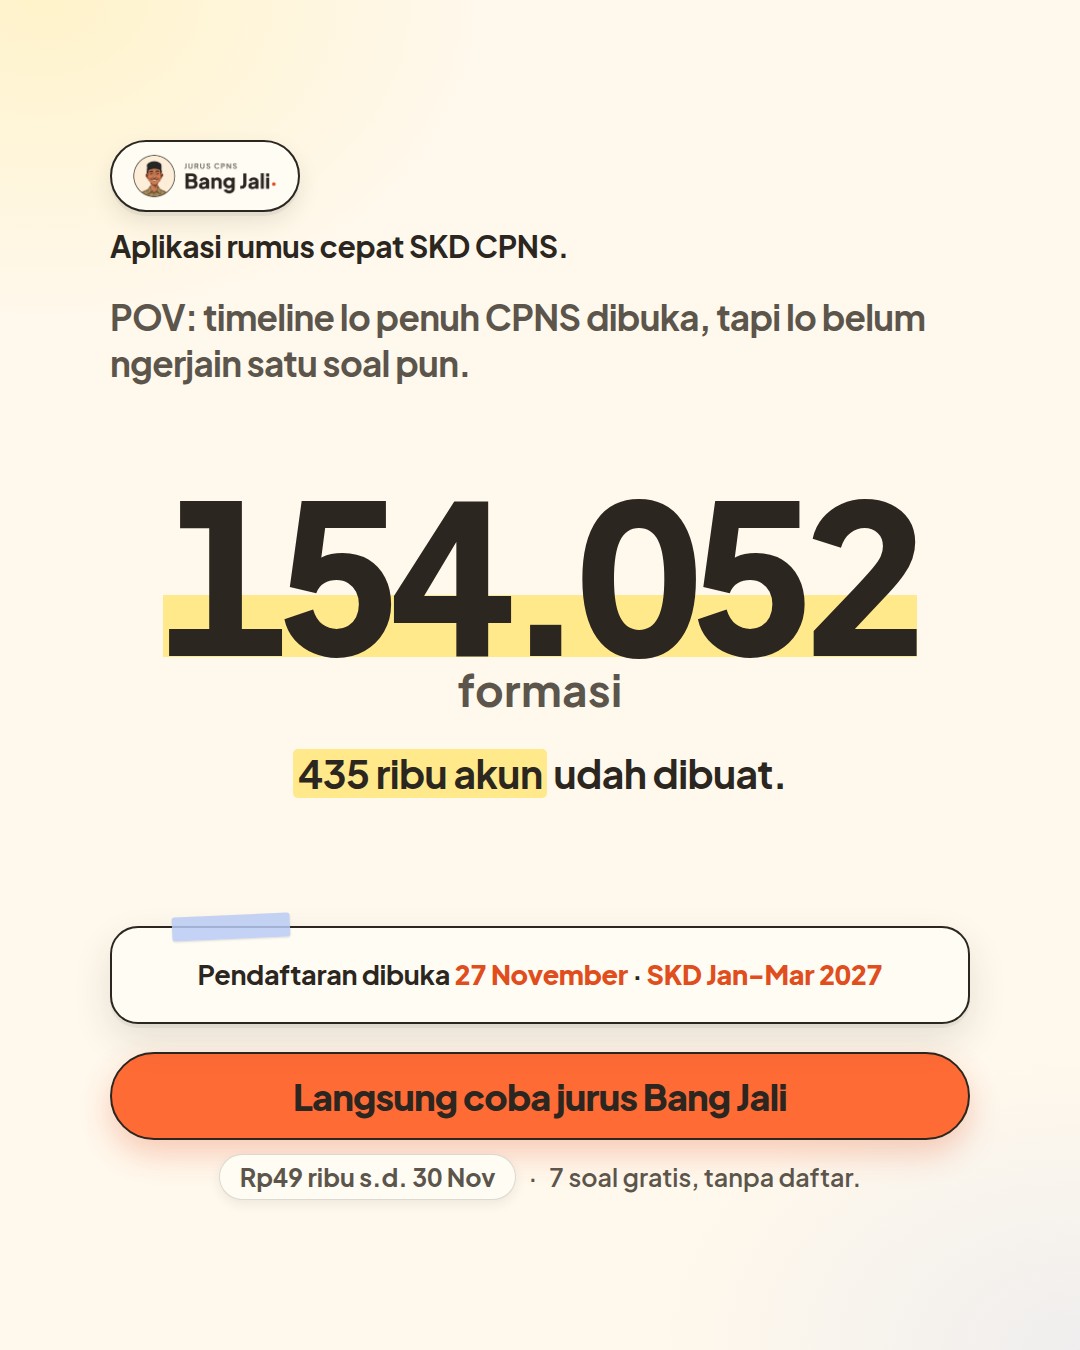 JURUS CPNS
Bang Jali.
Aplikasi rumus cepat SKD CPNS.
POV: timeline lo penuh CPNS dibuka, tapi lo belum
ngerjain satu soal pun.
154.052
formasi
435 ribu akun udah dibuat.
Pendaftaran dibuka 27 November · SKD Jan–Mar 2027
Langsung coba jurus Bang Jali
Rp49 ribu s.d. 30 Nov · 7 soal gratis, tanpa daftar.